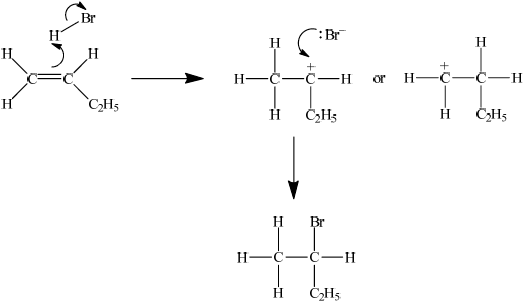 Br
H
H H
C C
H C₂H₅
:Br⁻
H H
+ +
H C C H or H C C H
H C₂H₅ H C₂H₅
H Br
H C C H
H C₂H₅